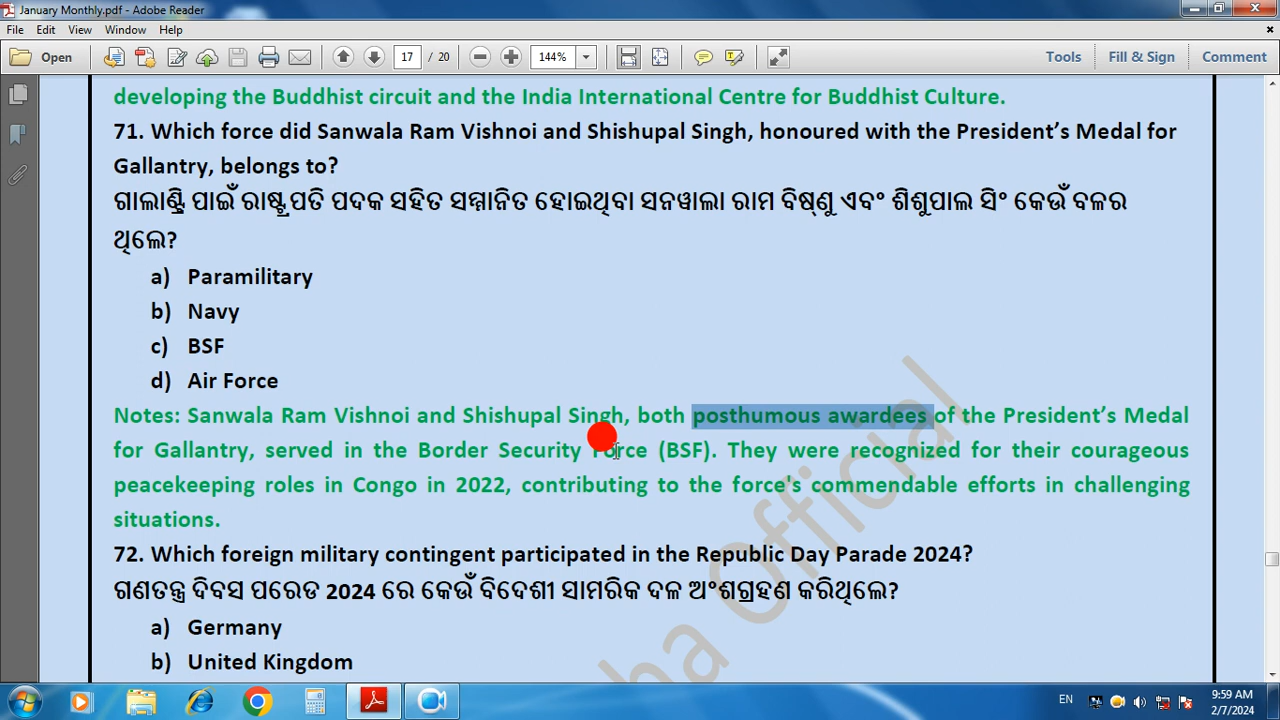 January Monthly.pdf - Adobe Reader
File Edit View Window Help
Open 17 / 20 144% Tools Fill & Sign Comment
developing the Buddhist circuit and the India International Centre for Buddhist Culture.
71. Which force did Sanwala Ram Vishnoi and Shishupal Singh, honoured with the President’s Medal for
Gallantry, belongs to?
ଗାଲାଣ୍ଟ୍ରି ପାଇଁ ରାଷ୍ଟ୍ରପତି ପଦକ ସହିତ ସମ୍ମାନିତ ହୋଇଥିବା ସନୱାଲା ରାମ ବିଷ୍ଣୁ ଏବଂ ଶିଶୁପାଲ ସିଂ କେଉଁ ବଳର
ଥିଲେ?
a) Paramilitary
b) Navy
c) BSF
d) Air Force
Notes: Sanwala Ram Vishnoi and Shishupal Singh, both posthumous awardees of the President’s Medal
for Gallantry, served in the Border Security Force (BSF). They were recognized for their courageous
peacekeeping roles in Congo in 2022, contributing to the force's commendable efforts in challenging
situations.
72. Which foreign military contingent participated in the Republic Day Parade 2024?
ଗଣତନ୍ତ୍ର ଦିବସ ପରେଡ 2024 ରେ କେଉଁ ବିଦେଶୀ ସାମରିକ ଦଳ ଅଂଶଗ୍ରହଣ କରିଥିଲେ?
a) Germany
b) United Kingdom
Official
EN
9:59 AM
2/7/2024